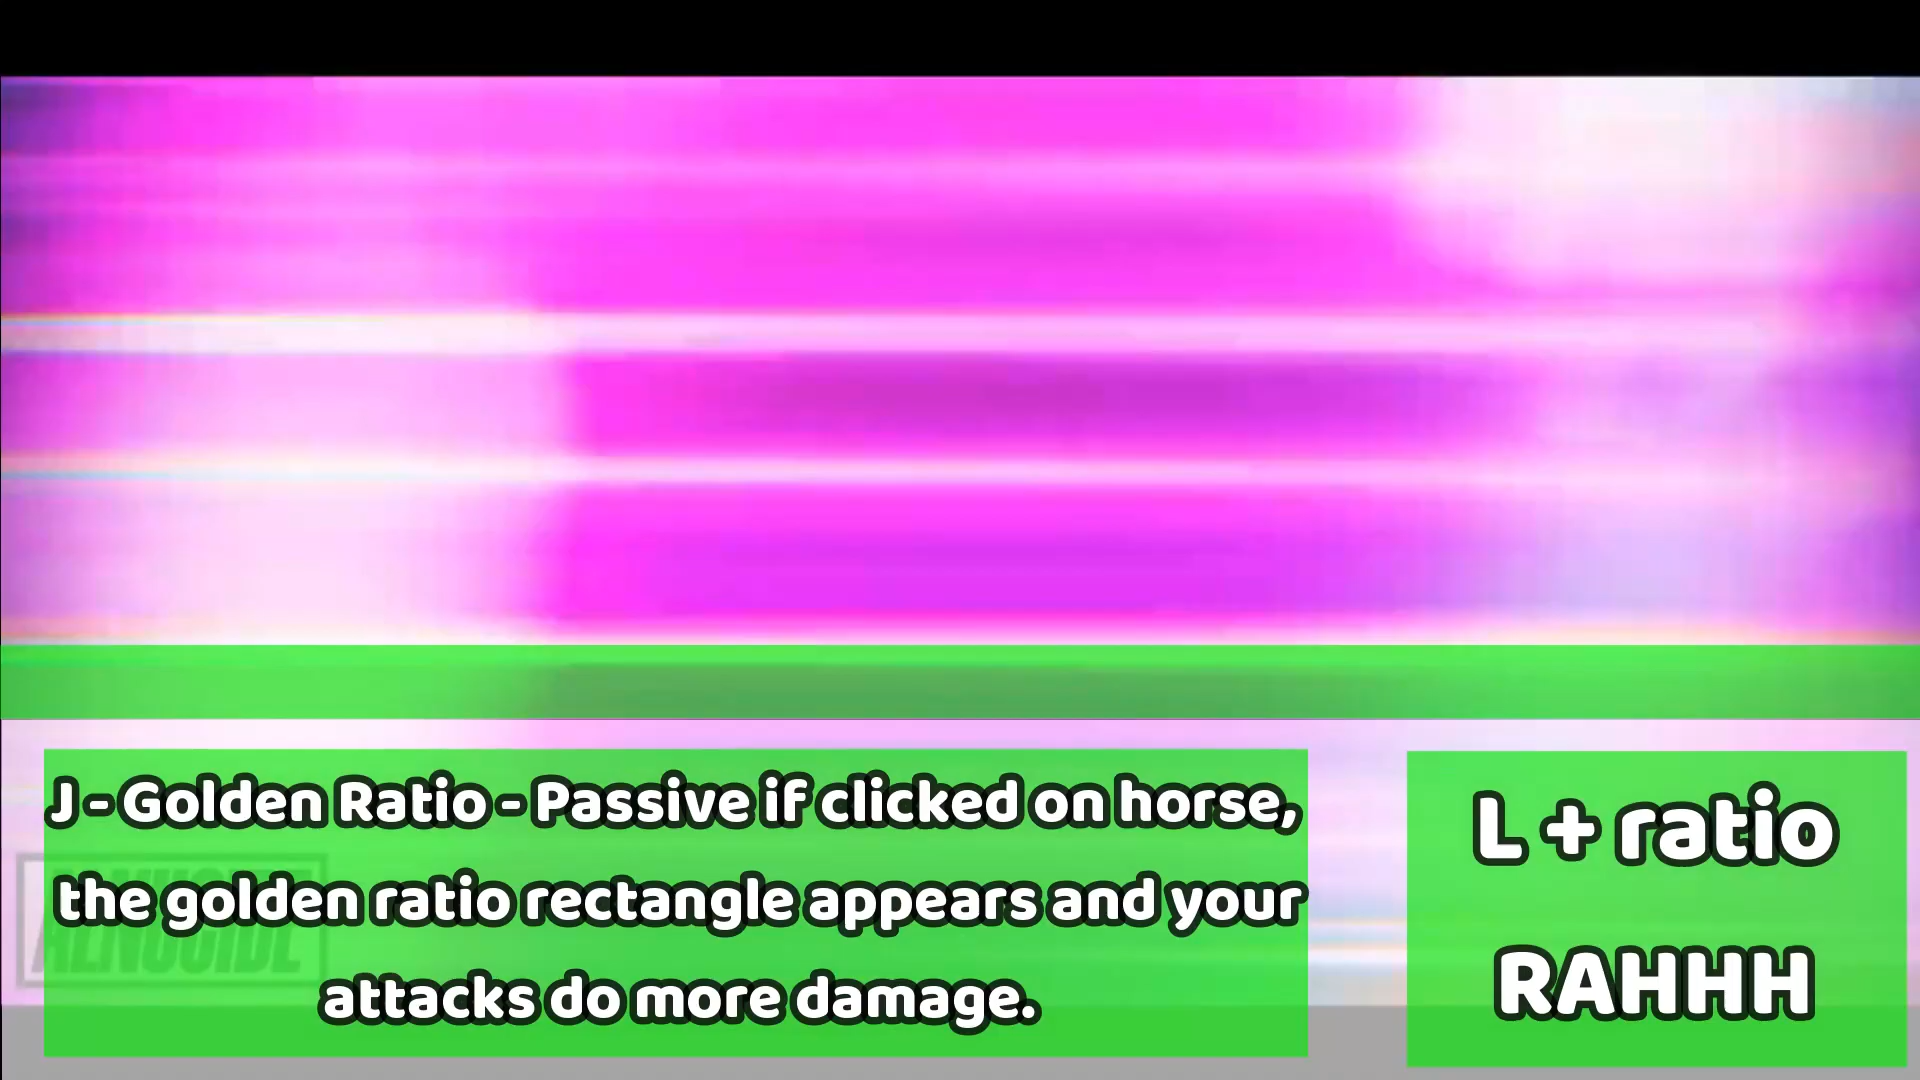 J - Golden Ratio - Passive if clicked on horse,
the golden ratio rectangle appears and your
attacks do more damage.
L + ratio
RAHHH